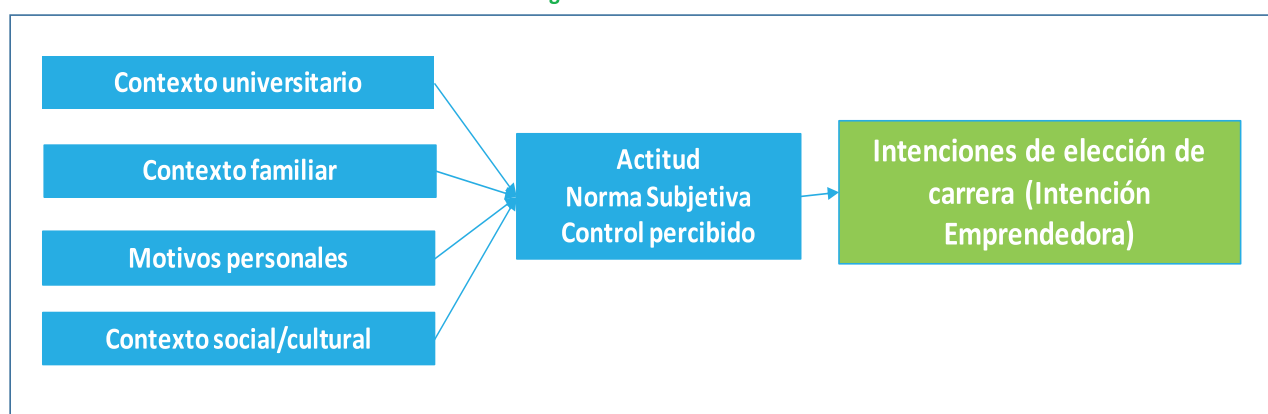 Contexto universitario
Contexto familiar
Motivos personales
Contexto social/cultural
Actitud
Norma Subjetiva
Control percibido
Intenciones de elección de
carrera (Intención
Emprendedora)